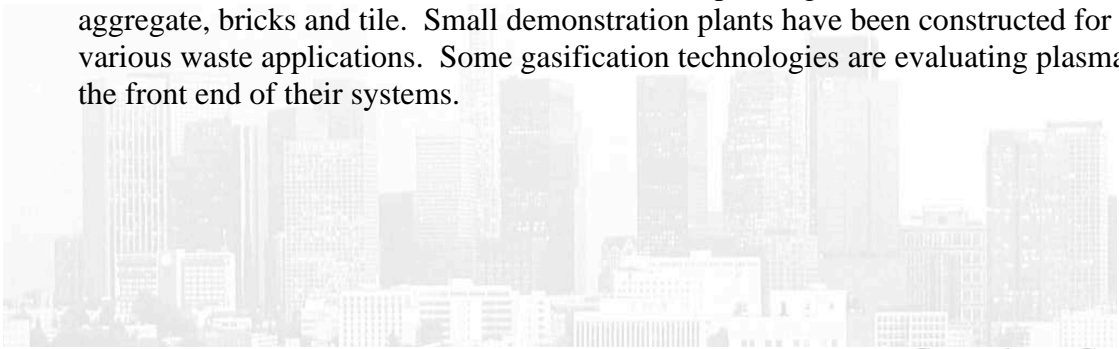 aggregate, bricks and tile.  Small demonstration plants have been constructed for
various waste applications.  Some gasification technologies are evaluating plasma
the front end of their systems.